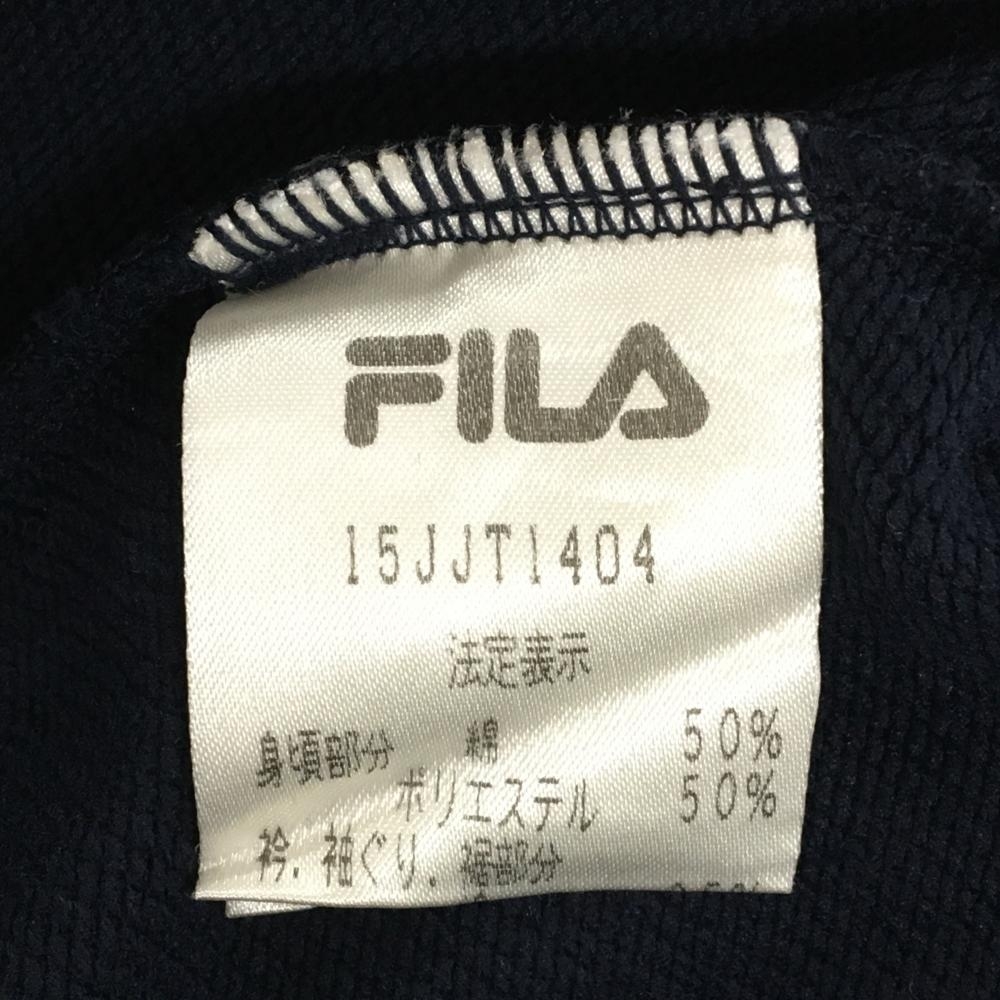 FILA
15JJT1404
法定表示
身頃部分 綿 50%
ポリエステル 50%
衿.袖ぐり.裾部分